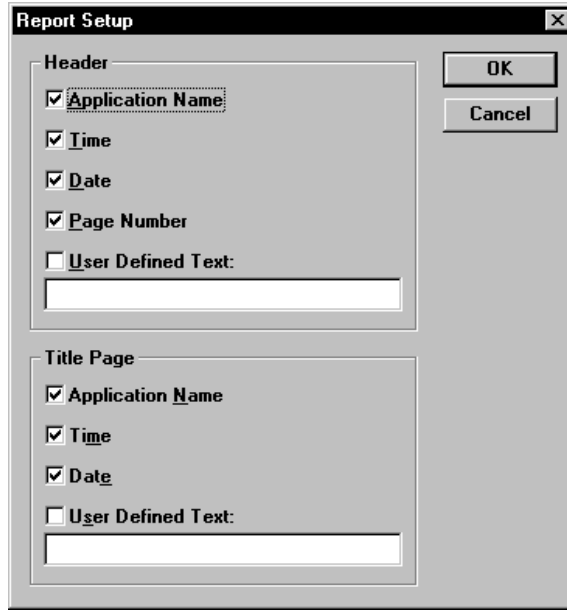 Report Setup
Header
Application Name
Time
Date
Page Number
User Defined Text:
OK
Cancel
Title Page
Application Name
Time
Date
User Defined Text: